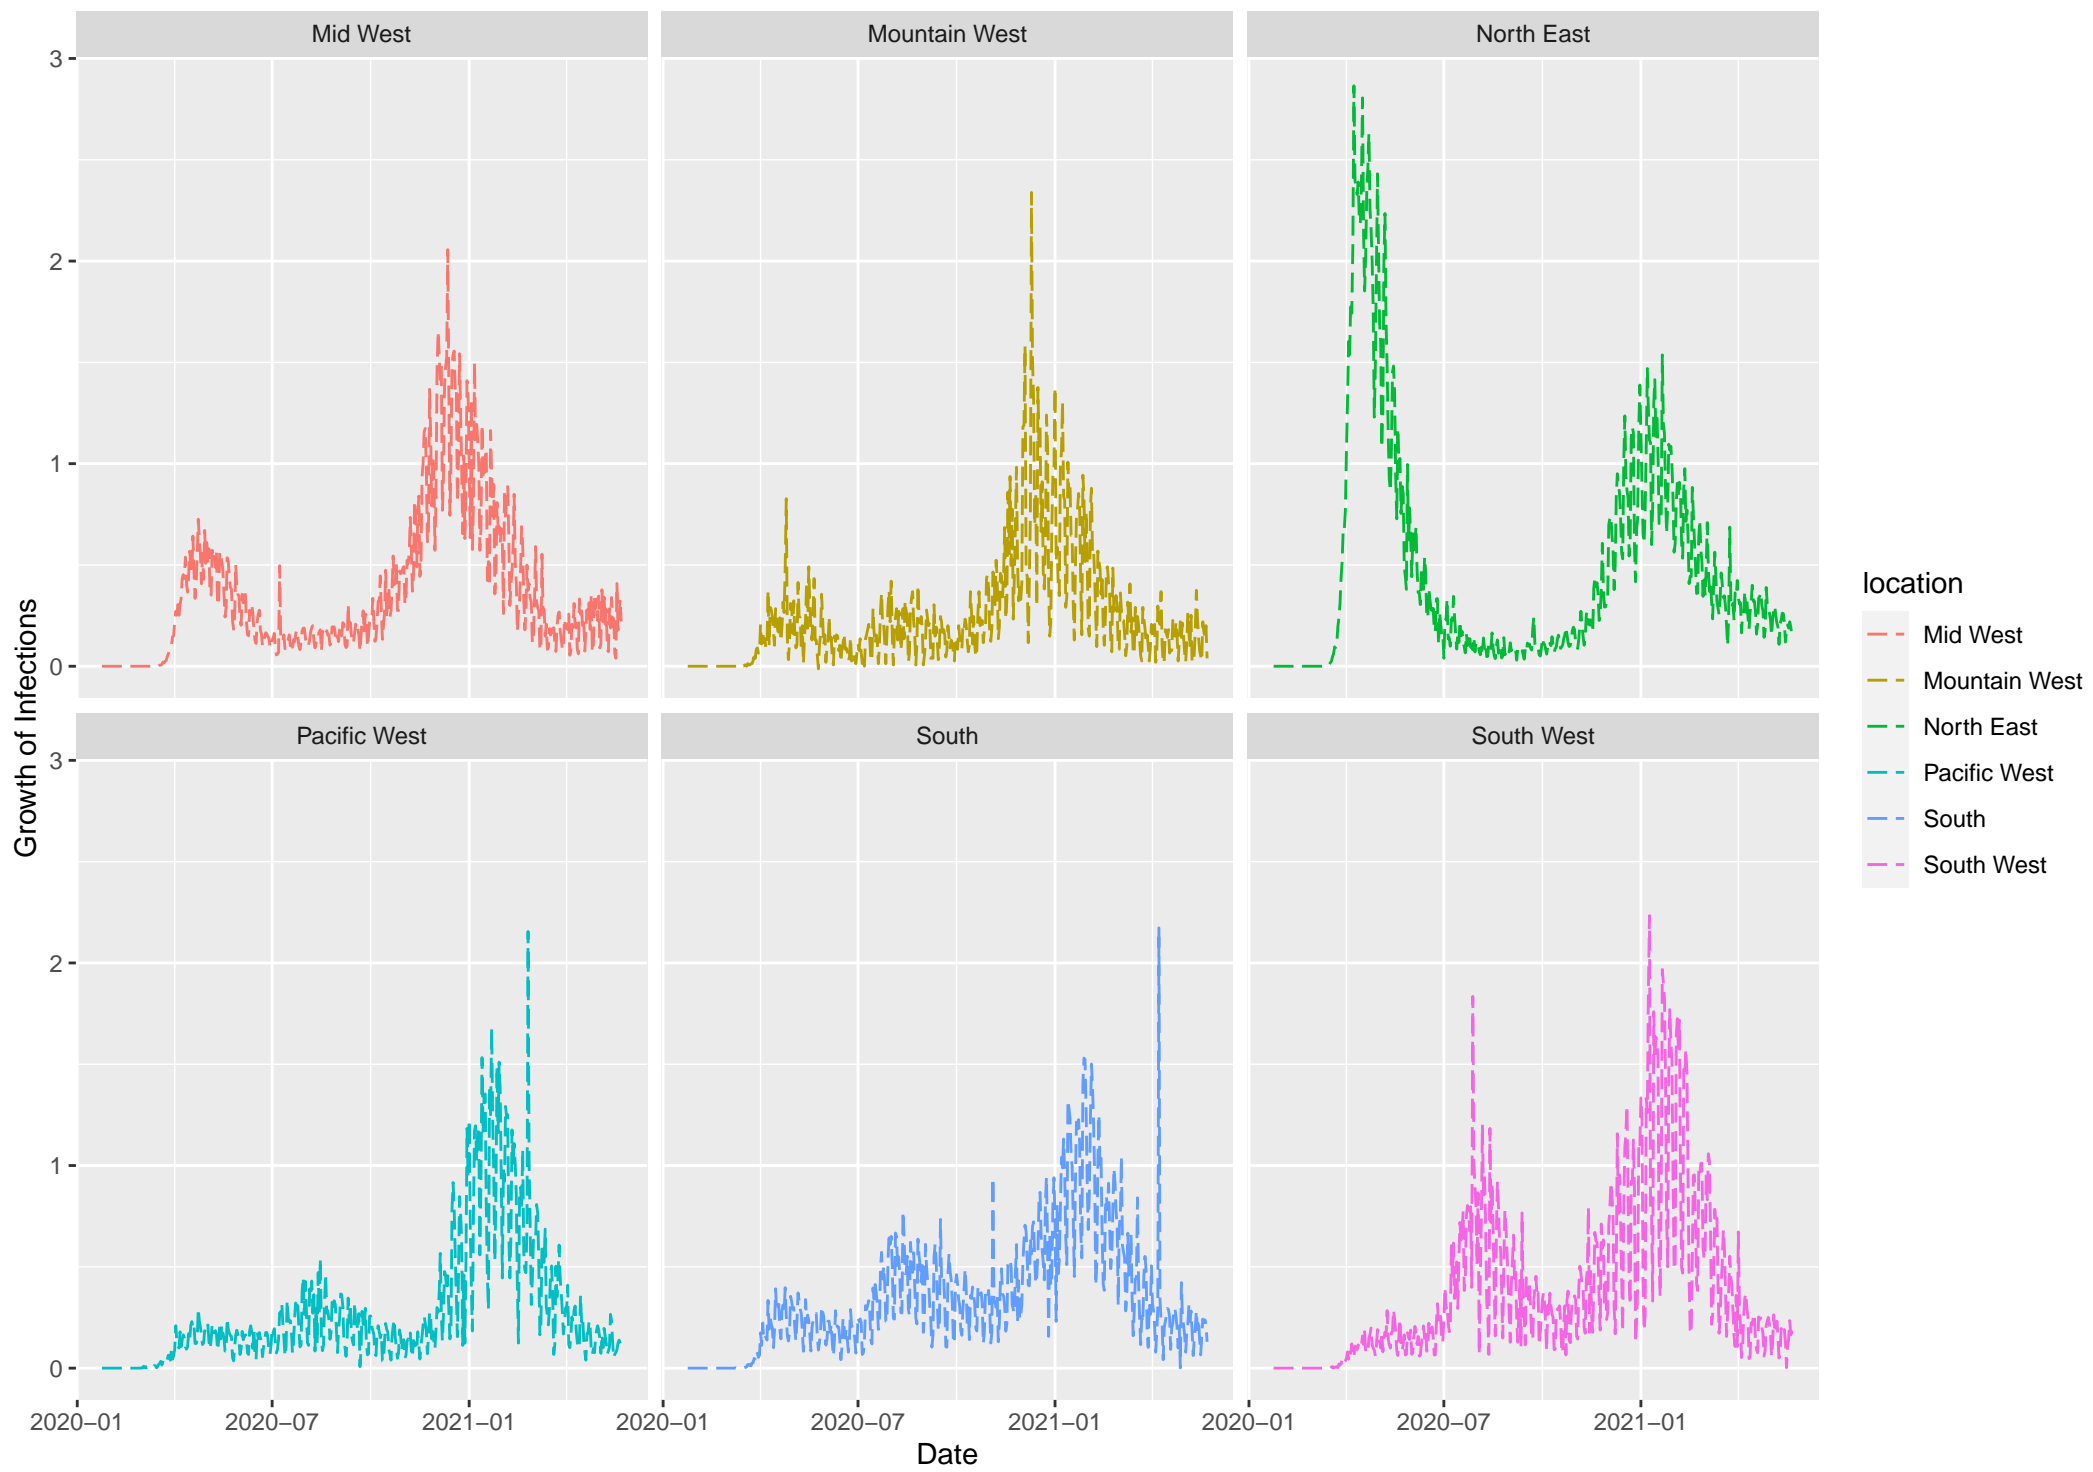 Mid West
Mountain West
North East
3
2
1
0
Pacific West
South
South West
3
2
1
0
2020–01
2020–07
2021–01
2020–01
2020–07
2021–01
2020–01
2020–07
2021–01
Date
Growth of Infections
location
Mid West
Mountain West
North East
Pacific West
South
South West